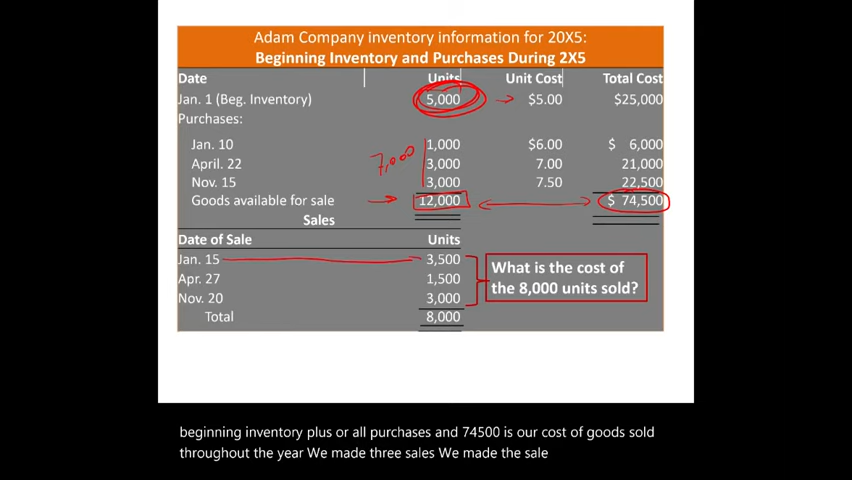 Adam Company inventory information for 20X5:
Beginning Inventory and Purchases During 2X5
Date Units Unit Cost Total Cost
Jan. 1 (Beg. Inventory) 5,000 $5.00 $25,000
Purchases:
Jan. 10 1,000 $6.00 $ 6,000
7,000
April. 22 3,000 7.00 21,000
Nov. 15 3,000 7.50 22,500
Goods available for sale 12,000 $ 74,500
Sales
Date of Sale Units
Jan. 15 3,500
Apr. 27 1,500
Nov. 20 3,000
Total 8,000
What is the cost of
the 8,000 units sold?
beginning inventory plus or all purchases and 74500 is our cost of goods sold
throughout the year We made three sales We made the sale